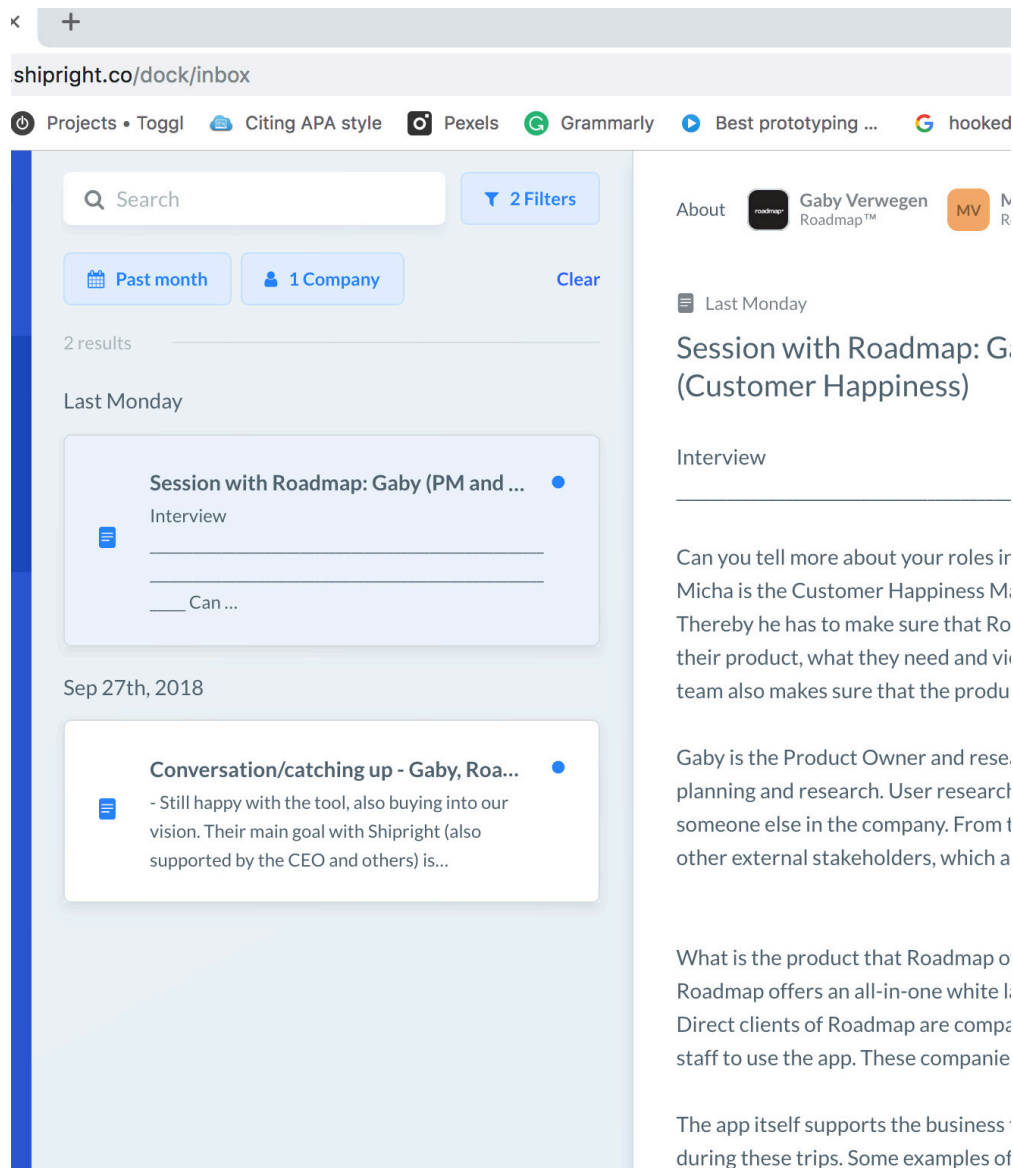 .shipright.co/dock/inbox
Projects • Toggl Citing APA style Pexels Grammarly Best prototyping ... hooked
Search
2 Filters
Past month
1 Company
Clear
2 results
Last Monday
Session with Roadmap: Gaby (PM and ...
Interview
____ Can ...
Sep 27th, 2018
Conversation/catching up - Gaby, Roa...
- Still happy with the tool, also buying into our
vision. Their main goal with Shipright (also
supported by the CEO and others) is...
About
roadmap
Gaby Verwegen
Roadmap™
MV
Last Monday
Session with Roadmap: Ga
(Customer Happiness)
Interview
Can you tell more about your roles in
Micha is the Customer Happiness Ma
Thereby he has to make sure that Ro
their product, what they need and vi
team also makes sure that the produ
Gaby is the Product Owner and resea
planning and research. User research
someone else in the company. From t
other external stakeholders, which a
What is the product that Roadmap of
Roadmap offers an all-in-one white la
Direct clients of Roadmap are compa
staff to use the app. These companie
The app itself supports the business
during these trips. Some examples of